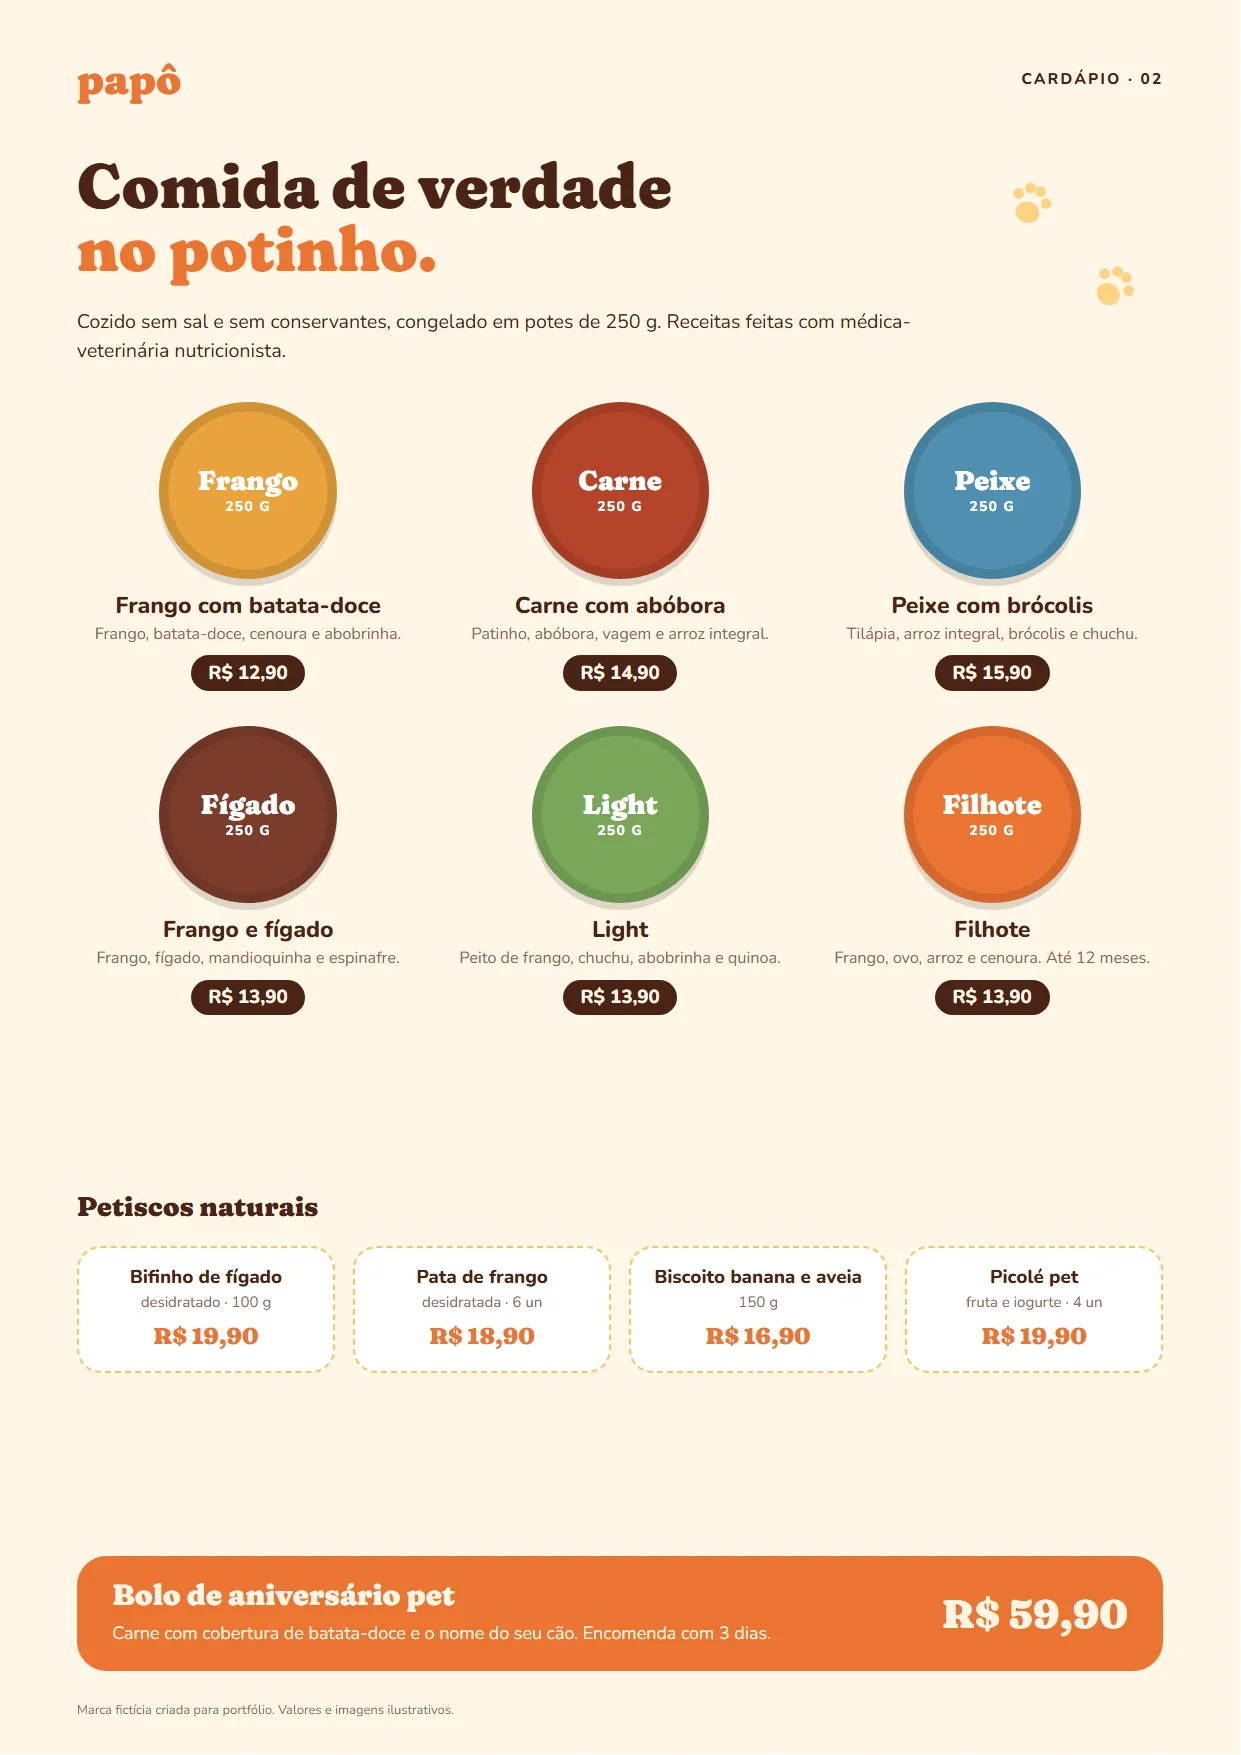 papô
CARDÁPIO · 02
Comida de verdade
no potinho.
Cozido sem sal e sem conservantes, congelado em potes de 250 g. Receitas feitas com médica-
veterinária nutricionista.
Frango
250 G
Frango com batata-doce
Frango, batata-doce, cenoura e abobrinha.
R$ 12,90
Carne
250 G
Carne com abóbora
Patinho, abóbora, vagem e arroz integral.
R$ 14,90
Peixe
250 G
Peixe com brócolis
Tilápia, arroz integral, brócolis e chuchu.
R$ 15,90
Fígado
250 G
Frango e fígado
Frango, fígado, mandioquinha e espinafre.
R$ 13,90
Light
250 G
Light
Peito de frango, chuchu, abobrinha e quinoa.
R$ 13,90
Filhote
250 G
Filhote
Frango, ovo, arroz e cenoura. Até 12 meses.
R$ 13,90
Petiscos naturais
Bifinho de fígado
desidratado · 100 g
R$ 19,90
Pata de frango
desidratada · 6 un
R$ 18,90
Biscoito banana e aveia
150 g
R$ 16,90
Picolé pet
fruta e iogurte · 4 un
R$ 19,90
Bolo de aniversário pet
Carne com cobertura de batata-doce e o nome do seu cão. Encomenda com 3 dias.
R$ 59,90
Marca fictícia criada para portfólio. Valores e imagens ilustrativos.